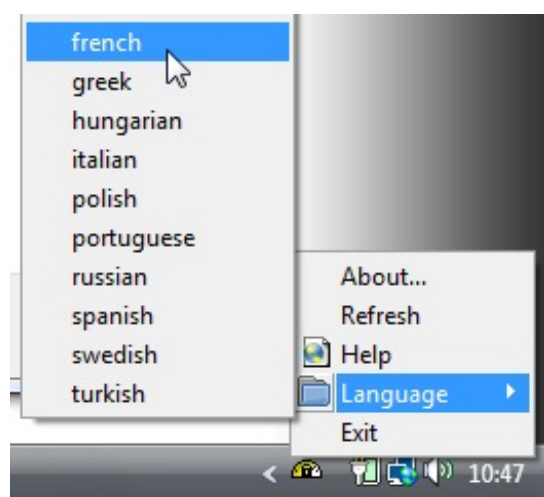 french
greek
hungarian
italian
polish
portuguese
russian
spanish
swedish
turkish
About...
Refresh
Help
Language
Exit
10:47